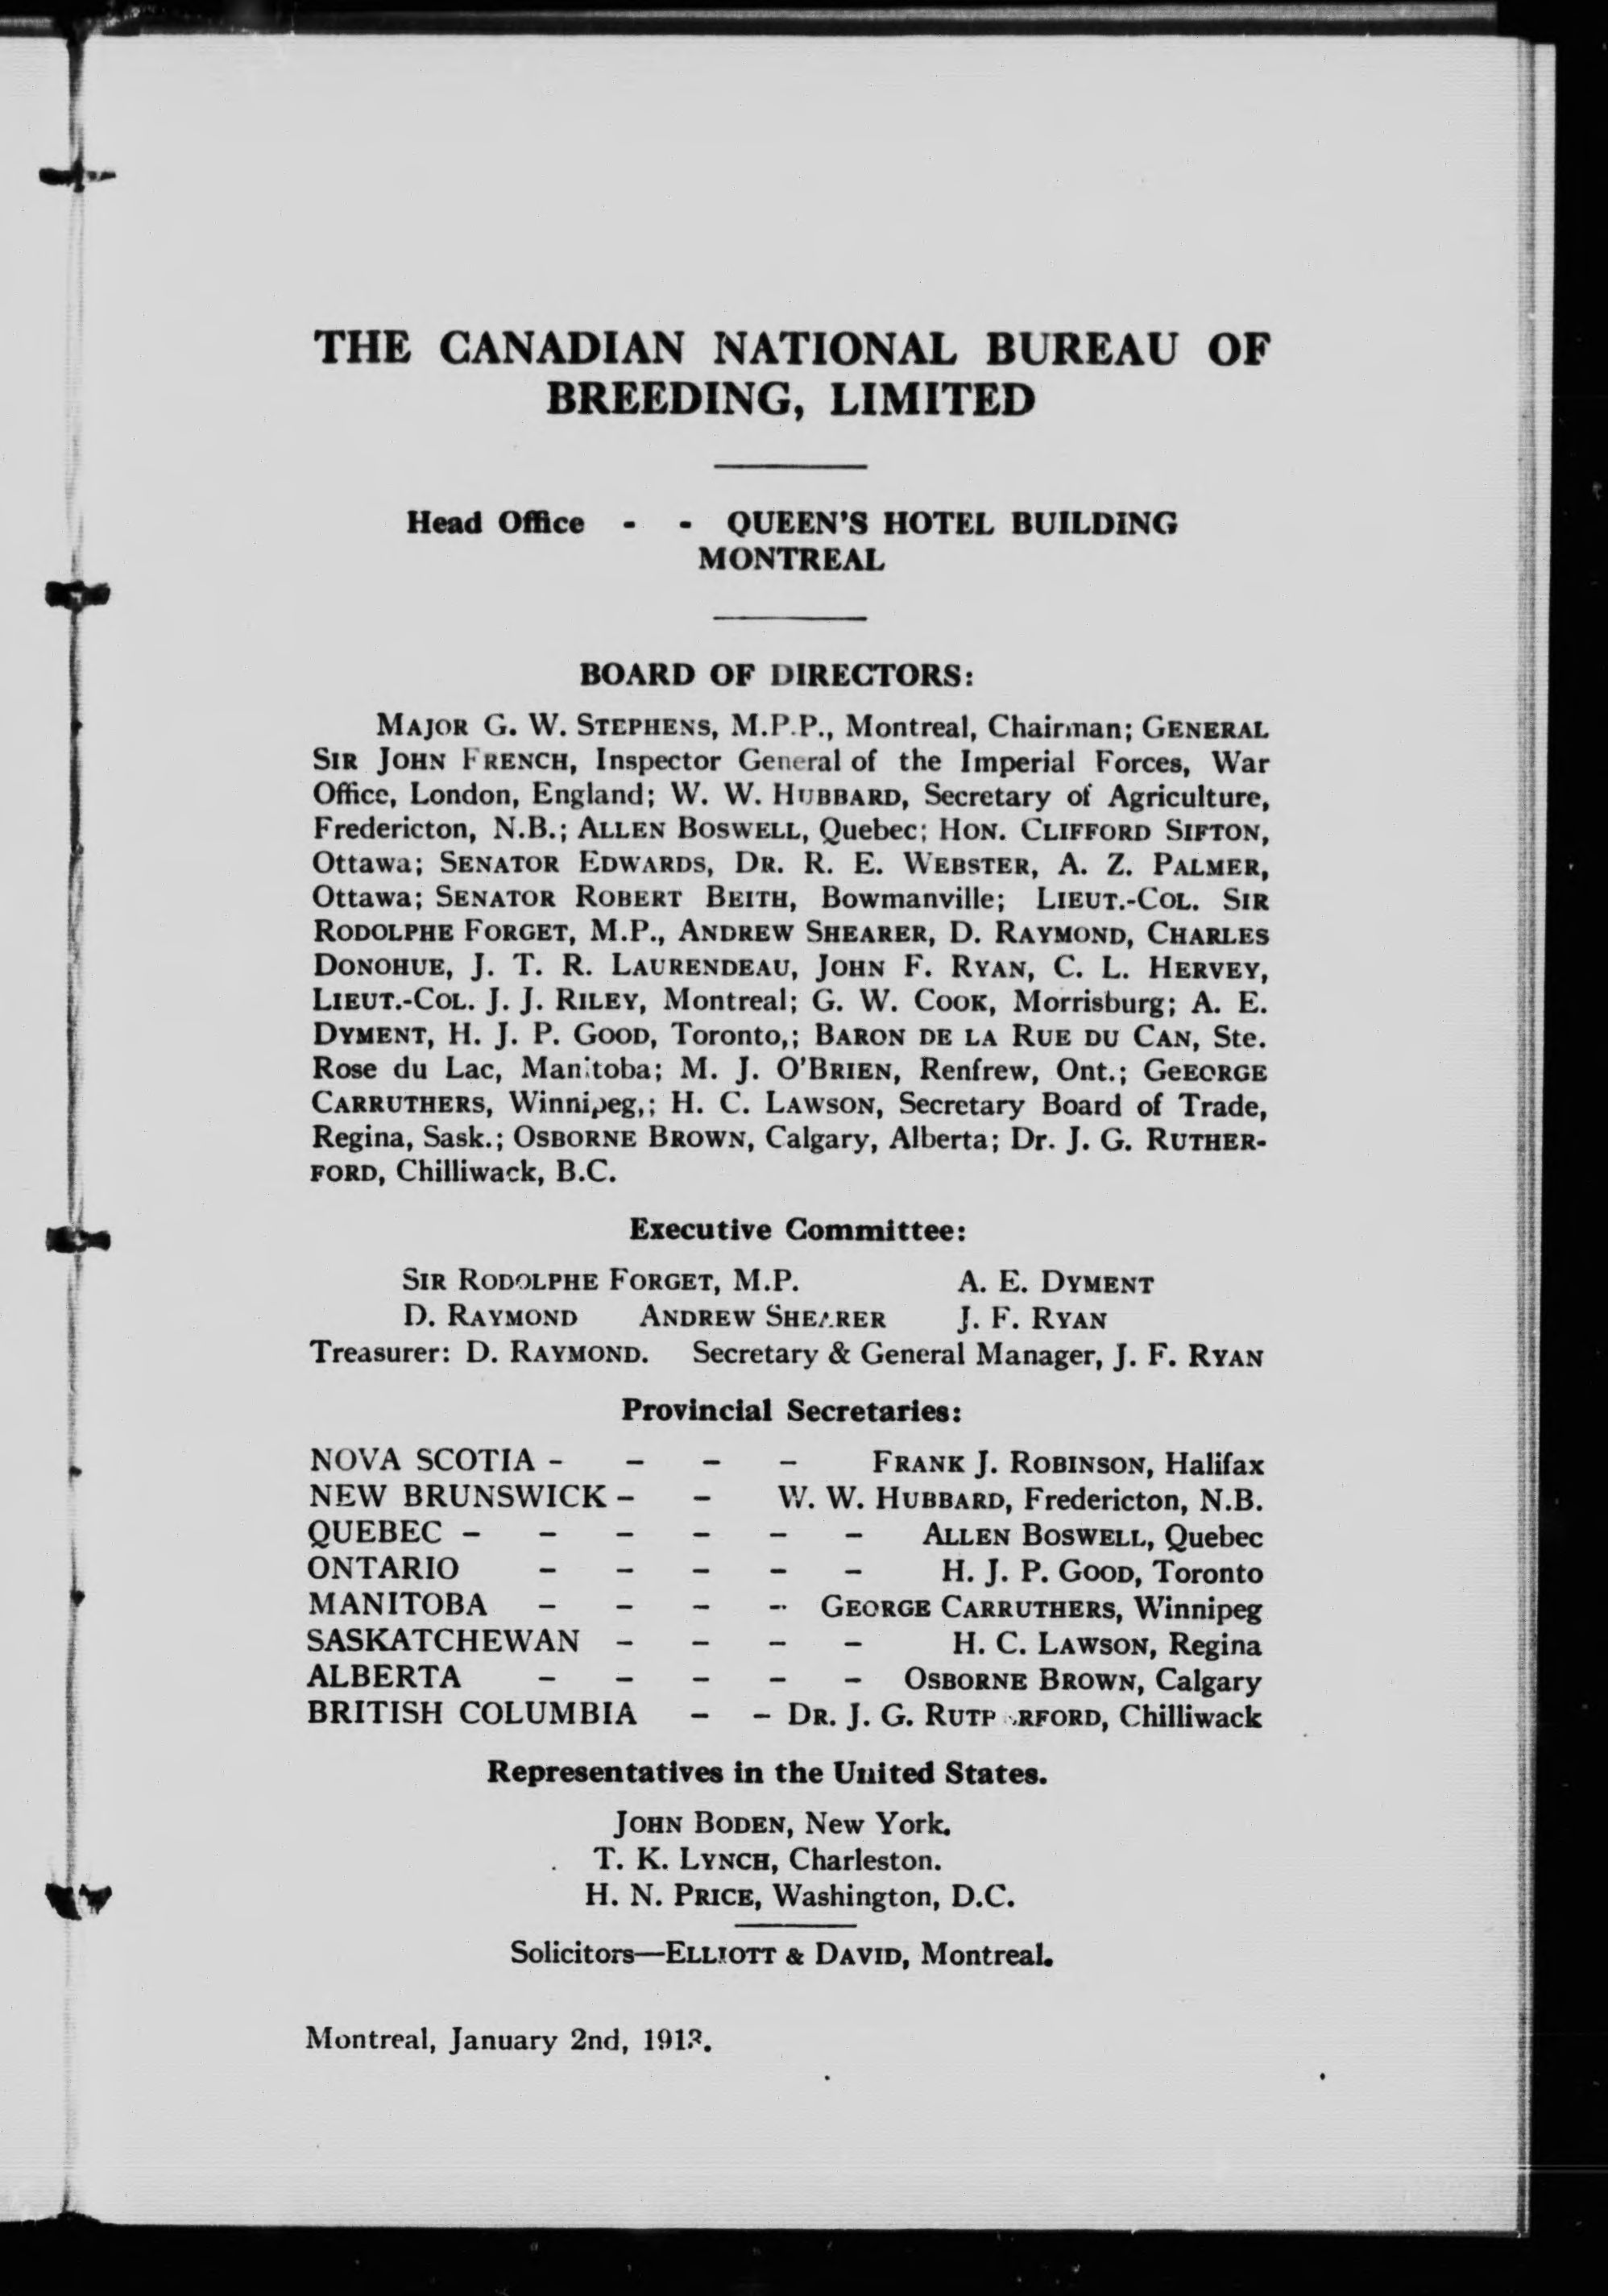 THE CANADIAN NATIONAL BUREAU OF
BREEDING, LIMITED
Head Office - - QUEEN'S HOTEL BUILDING
MONTREAL
BOARD OF DIRECTORS:
MAJOR G. W. STEPHENS, M.P.P., Montreal, Chairman; GENERAL
SIR JOHN FRENCH, Inspector General of the Imperial Forces, War
Office, London, England; W. W. HUBBARD, Secretary of Agriculture,
Fredericton, N.B.; ALLEN BOSWELL, Quebec; HON. CLIFFORD SIFTON,
Ottawa; SENATOR EDWARDS, DR. R. E. WEBSTER, A. Z. PALMER,
Ottawa; SENATOR ROBERT BEITH, Bowmanville; LIEUT.-COL. SIR
RODOLPHE FORGET, M.P., ANDREW SHEARER, D. RAYMOND, CHARLES
DONOHUE, J. T. R. LAURENDEAU, JOHN F. RYAN, C. L. HERVEY,
LIEUT.-COL. J. J. RILEY, Montreal; G. W. COOK, Morrisburg; A. E.
DYMENT, H. J. P. GOOD, Toronto,; BARON DE LA RUE DU CAN, Ste.
Rose du Lac, Manitoba; M. J. O'BRIEN, Renfrew, Ont.; GeEORGE
CARRUTHERS, Winnipeg,; H. C. LAWSON, Secretary Board of Trade,
Regina, Sask.; OSBORNE BROWN, Calgary, Alberta; Dr. J. G. RUTHER-
FORD, Chilliwack, B.C.
Executive Committee:
SIR RODOLPHE FORGET, M.P. A. E. DYMENT
D. RAYMOND ANDREW SHEARER J. F. RYAN
Treasurer: D. RAYMOND. Secretary & General Manager, J. F. RYAN
Provincial Secretaries:
NOVA SCOTIA - - - - FRANK J. ROBINSON, Halifax
NEW BRUNSWICK - - W. W. HUBBARD, Fredericton, N.B.
QUEBEC - - - - - - ALLEN BOSWELL, Quebec
ONTARIO - - - - - H. J. P. GOOD, Toronto
MANITOBA - - - - GEORGE CARRUTHERS, Winnipeg
SASKATCHEWAN - - - - H. C. LAWSON, Regina
ALBERTA - - - - - OSBORNE BROWN, Calgary
BRITISH COLUMBIA - - DR. J. G. RUTHERFORD, Chilliwack
Representatives in the United States.
JOHN BODEN, New York.
T. K. LYNCH, Charleston.
H. N. PRICE, Washington, D.C.
Solicitors—ELLIOTT & DAVID, Montreal.
Montreal, January 2nd, 1913.